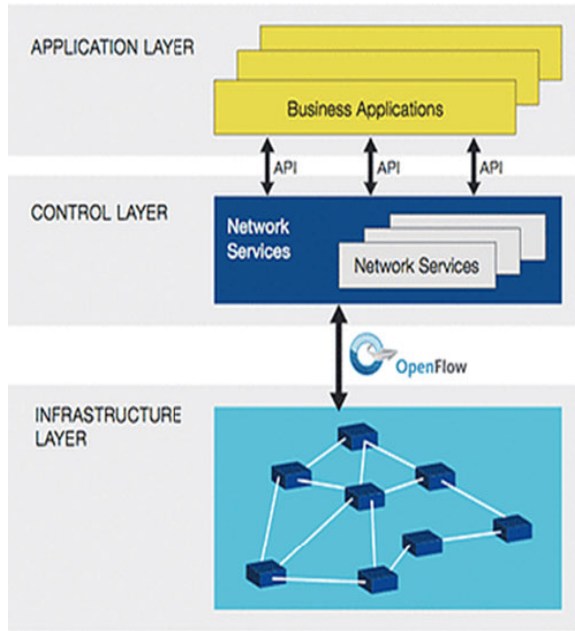 APPLICATION LAYER
Business Applications
API API API
CONTROL LAYER
Network
Services
Network Services
OpenFlow
INFRASTRUCTURE
LAYER